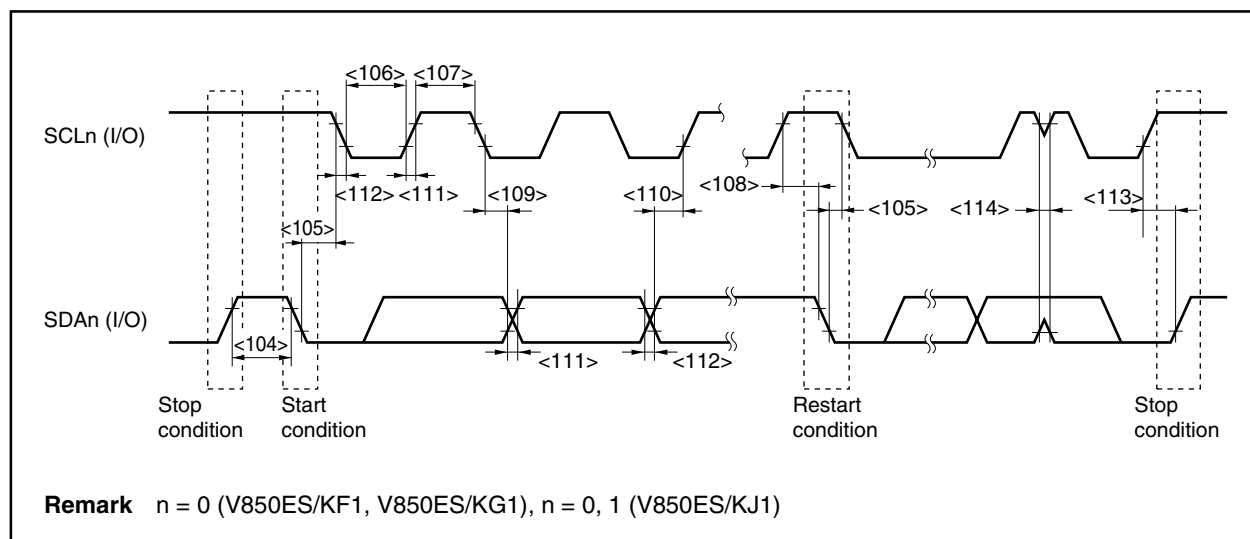 <106> <107>
SCLn (I/O)
<112> <111> <109> <110> <108> <105> <114> <113>
<105>
SDAn (I/O)
<104> <111> <112>
Stop condition
Start condition
Restart condition
Stop condition
Remark n = 0 (V850ES/KF1, V850ES/KG1), n = 0, 1 (V850ES/KJ1)